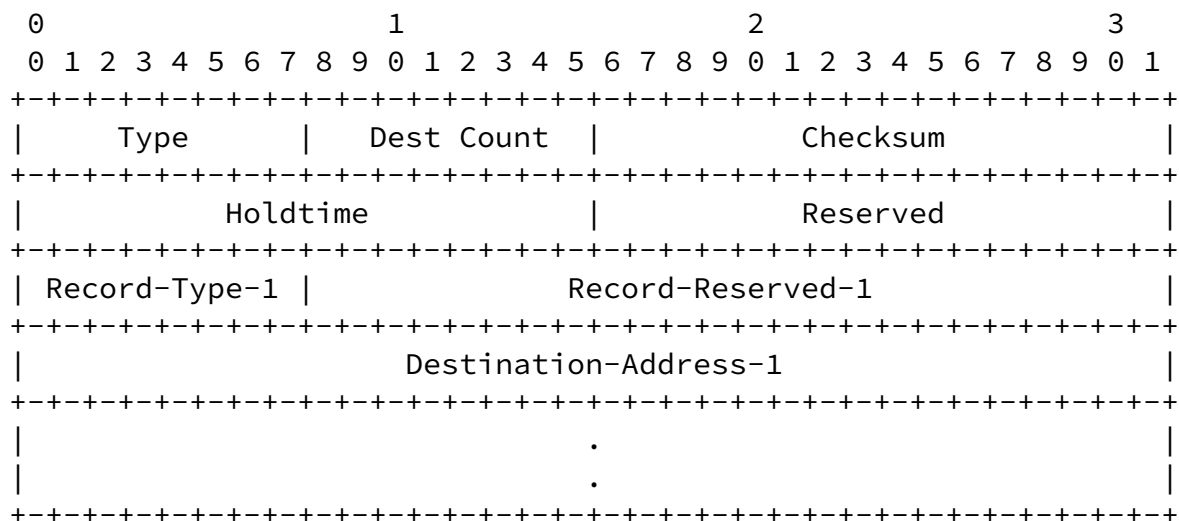 0                   1                   2                   3
 0 1 2 3 4 5 6 7 8 9 0 1 2 3 4 5 6 7 8 9 0 1 2 3 4 5 6 7 8 9 0 1
+-+-+-+-+-+-+-+-+-+-+-+-+-+-+-+-+-+-+-+-+-+-+-+-+-+-+-+-+-+-+-+-+
|     Type      |   Dest Count  |           Checksum            |
+-+-+-+-+-+-+-+-+-+-+-+-+-+-+-+-+-+-+-+-+-+-+-+-+-+-+-+-+-+-+-+-+
|           Holdtime            |           Reserved            |
+-+-+-+-+-+-+-+-+-+-+-+-+-+-+-+-+-+-+-+-+-+-+-+-+-+-+-+-+-+-+-+-+
| Record-Type-1 |              Record-Reserved-1                |
+-+-+-+-+-+-+-+-+-+-+-+-+-+-+-+-+-+-+-+-+-+-+-+-+-+-+-+-+-+-+-+-+
|                     Destination-Address-1                     |
+-+-+-+-+-+-+-+-+-+-+-+-+-+-+-+-+-+-+-+-+-+-+-+-+-+-+-+-+-+-+-+-+
|                               .                               |
|                               .                               |
+-+-+-+-+-+-+-+-+-+-+-+-+-+-+-+-+-+-+-+-+-+-+-+-+-+-+-+-+-+-+-+-+